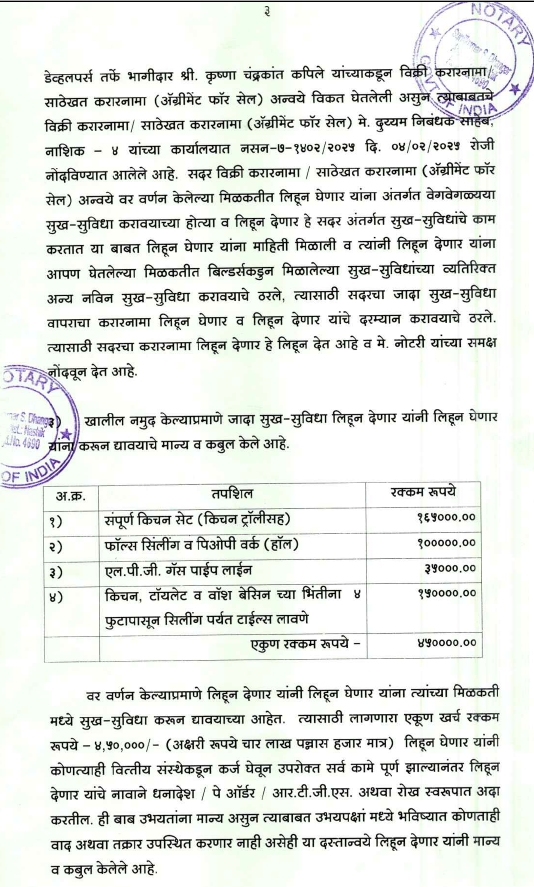 ३
NOTARY
GOVT OF INDIA
डेव्हलपर्स तर्फे भागीदार श्री. कृष्णा चंद्रकांत कपिले यांच्याकडून विक्री करारनामा/
साठेखत करारनामा (अ‍ॅग्रीमेंट फॉर सेल) अन्वये विकत घेतलेली असुन त्याबाबतचे
विक्री करारनामा/ साठेखत करारनामा (अ‍ॅग्रीमेंट फॉर सेल) मे. दुय्यम निबंधक साहेब,
नाशिक – ४ यांच्या कार्यालयात नसन-७-१४०२/२०२५ दि. ०४/०२/२०२५ रोजी
नोंदविण्यात आलेले आहे. सदर विक्री करारनामा / साठेखत करारनामा (अ‍ॅग्रीमेंट फॉर
सेल) अन्वये वर वर्णन केलेल्या मिळकतीत लिहून घेणार यांना अंतर्गत वेगवेगळ्यया
सुख-सुविधा करावयाच्या होत्या व लिहून देणार हे सदर अंतर्गत सुख-सुविधांचे काम
करतात या बाबत लिहून घेणार यांना माहिती मिळाली व त्यांनी लिहून देणार यांना
आपण घेतलेल्या मिळकतीत बिल्डर्सकडुन मिळालेल्या सुख-सुविधांच्या व्यतिरिक्त
अन्य नविन सुख-सुविधा करावयाचे ठरले, त्यासाठी सदरचा जादा सुख-सुविधा
वापराचा करारनामा लिहून घेणार व लिहून देणार यांचे दरम्यान करावयाचे ठरले.
त्यासाठी सदरचा करारनामा लिहून देणार हे लिहून देत आहे व मे. नोटरी यांच्या समक्ष
नोंदवून देत आहे.
NOTARY
OF INDIA
३) खालील नमुद केल्याप्रमाणे जादा सुख-सुविधा लिहून देणार यांनी लिहून घेणार
यांना करून द्यावयाचे मान्य व कबुल केले आहे.
अ.क्र. तपशिल रक्कम रूपये
१) संपूर्ण किचन सेट (किचन ट्रॉलीसह) १६५०००.००
२) फॉल्स सिंलींग व पिओपी वर्क (हॉल) १०००००.००
३) एल.पी.जी. गॅस पाईप लाईन ३५०००.००
४) किचन, टॉयलेट व वॉश बेसिन च्या भिंतीना ४ १५००००.००
फुटापासून सिलींग पर्यत टाईल्स लावणे
एकुण रक्कम रूपये – ४५००००.००
वर वर्णन केल्याप्रमाणे लिहून देणार यांनी लिहून घेणार यांना त्यांच्या मिळकती
मध्ये सुख-सुविधा करून द्यावयाच्या आहेत. त्यासाठी लागणारा एकूण खर्च रक्कम
रूपये – ४,५०,०००/- (अक्षरी रूपये चार लाख पन्नास हजार मात्र) लिहून घेणार यांनी
कोणत्याही वित्तीय संस्थेकडून कर्ज घेवून उपरोक्त सर्व कामे पूर्ण झाल्यानंतर लिहून
देणार यांचे नावाने धनादेश / पे ऑर्डर / आर.टी.जी.एस. अथवा रोख स्वरूपात अदा
करतील. ही बाब उभयतांना मान्य असुन त्याबाबत उभयपक्षां मध्ये भविष्यात कोणताही
वाद अथवा तक्रार उपस्थित करणार नाही असेही या दस्तान्वये लिहून देणार यांनी मान्य
व कबुल केलेले आहे.